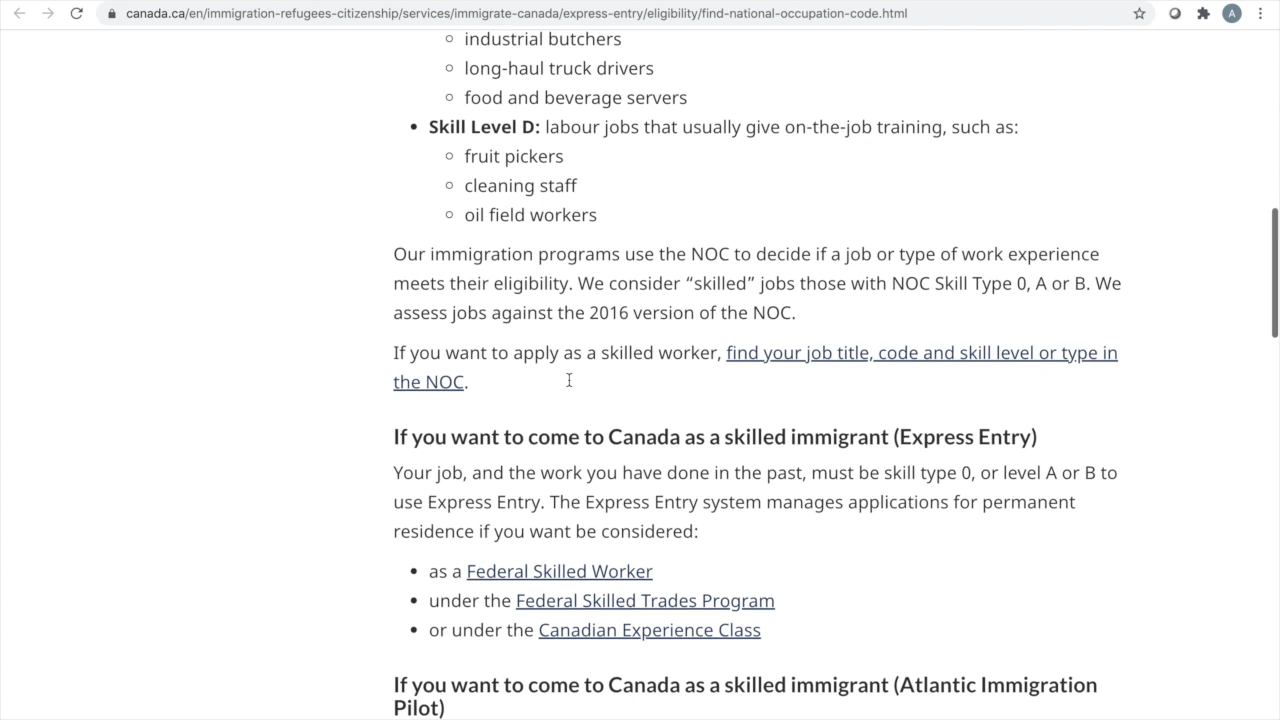 canada.ca/en/immigration-refugees-citizenship/services/immigrate-canada/express-entry/eligibility/find-national-occupation-code.html
A
industrial butchers
long-haul truck drivers
food and beverage servers
Skill Level D: labour jobs that usually give on-the-job training, such as:
fruit pickers
cleaning staff
oil field workers
Our immigration programs use the NOC to decide if a job or type of work experience
meets their eligibility. We consider “skilled” jobs those with NOC Skill Type 0, A or B. We
assess jobs against the 2016 version of the NOC.
If you want to apply as a skilled worker, find your job title, code and skill level or type in
the NOC.
If you want to come to Canada as a skilled immigrant (Express Entry)
Your job, and the work you have done in the past, must be skill type 0, or level A or B to
use Express Entry. The Express Entry system manages applications for permanent
residence if you want be considered:
as a Federal Skilled Worker
under the Federal Skilled Trades Program
or under the Canadian Experience Class
If you want to come to Canada as a skilled immigrant (Atlantic Immigration
Pilot)